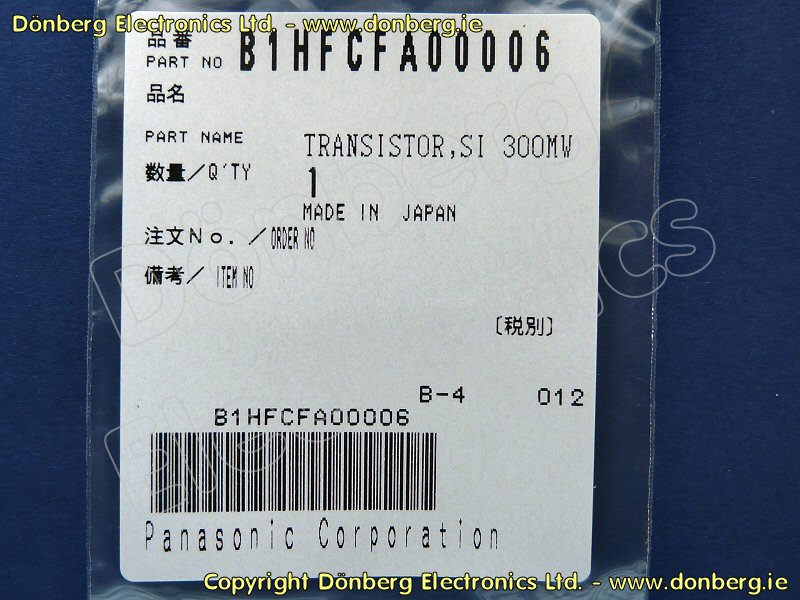 Dönberg Electronics Ltd. - www.donberg.ie
品番
PART NO B1HFCFA00006
品名
PART NAME TRANSISTOR,SI 300MW
数量／Q'TY 1
MADE IN JAPAN
注文No.／ORDER NO
備考／ITEM NO
〔税別〕
B-4 012
B1HFCFA00006
Panasonic Corporation
Dönberg
Electronics
Copyright Dönberg Electronics Ltd. - www.donberg.ie